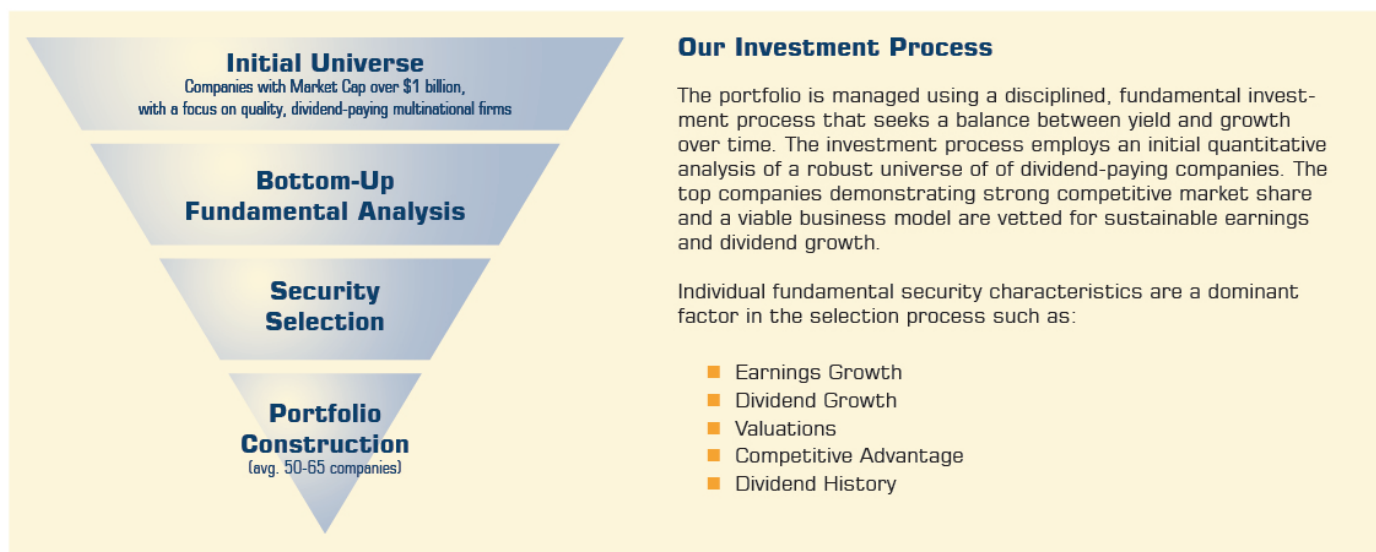 Initial Universe
Companies with Market Cap over $1 billion,
with a focus on quality, dividend-paying multinational firms
Bottom-Up
Fundamental Analysis
Security
Selection
Portfolio
Construction
(avg. 50-65 companies)
Our Investment Process
The portfolio is managed using a disciplined, fundamental invest-
ment process that seeks a balance between yield and growth
over time. The investment process employs an initial quantitative
analysis of a robust universe of of dividend-paying companies. The
top companies demonstrating strong competitive market share
and a viable business model are vetted for sustainable earnings
and dividend growth.
Individual fundamental security characteristics are a dominant
factor in the selection process such as:
Earnings Growth
Dividend Growth
Valuations
Competitive Advantage
Dividend History